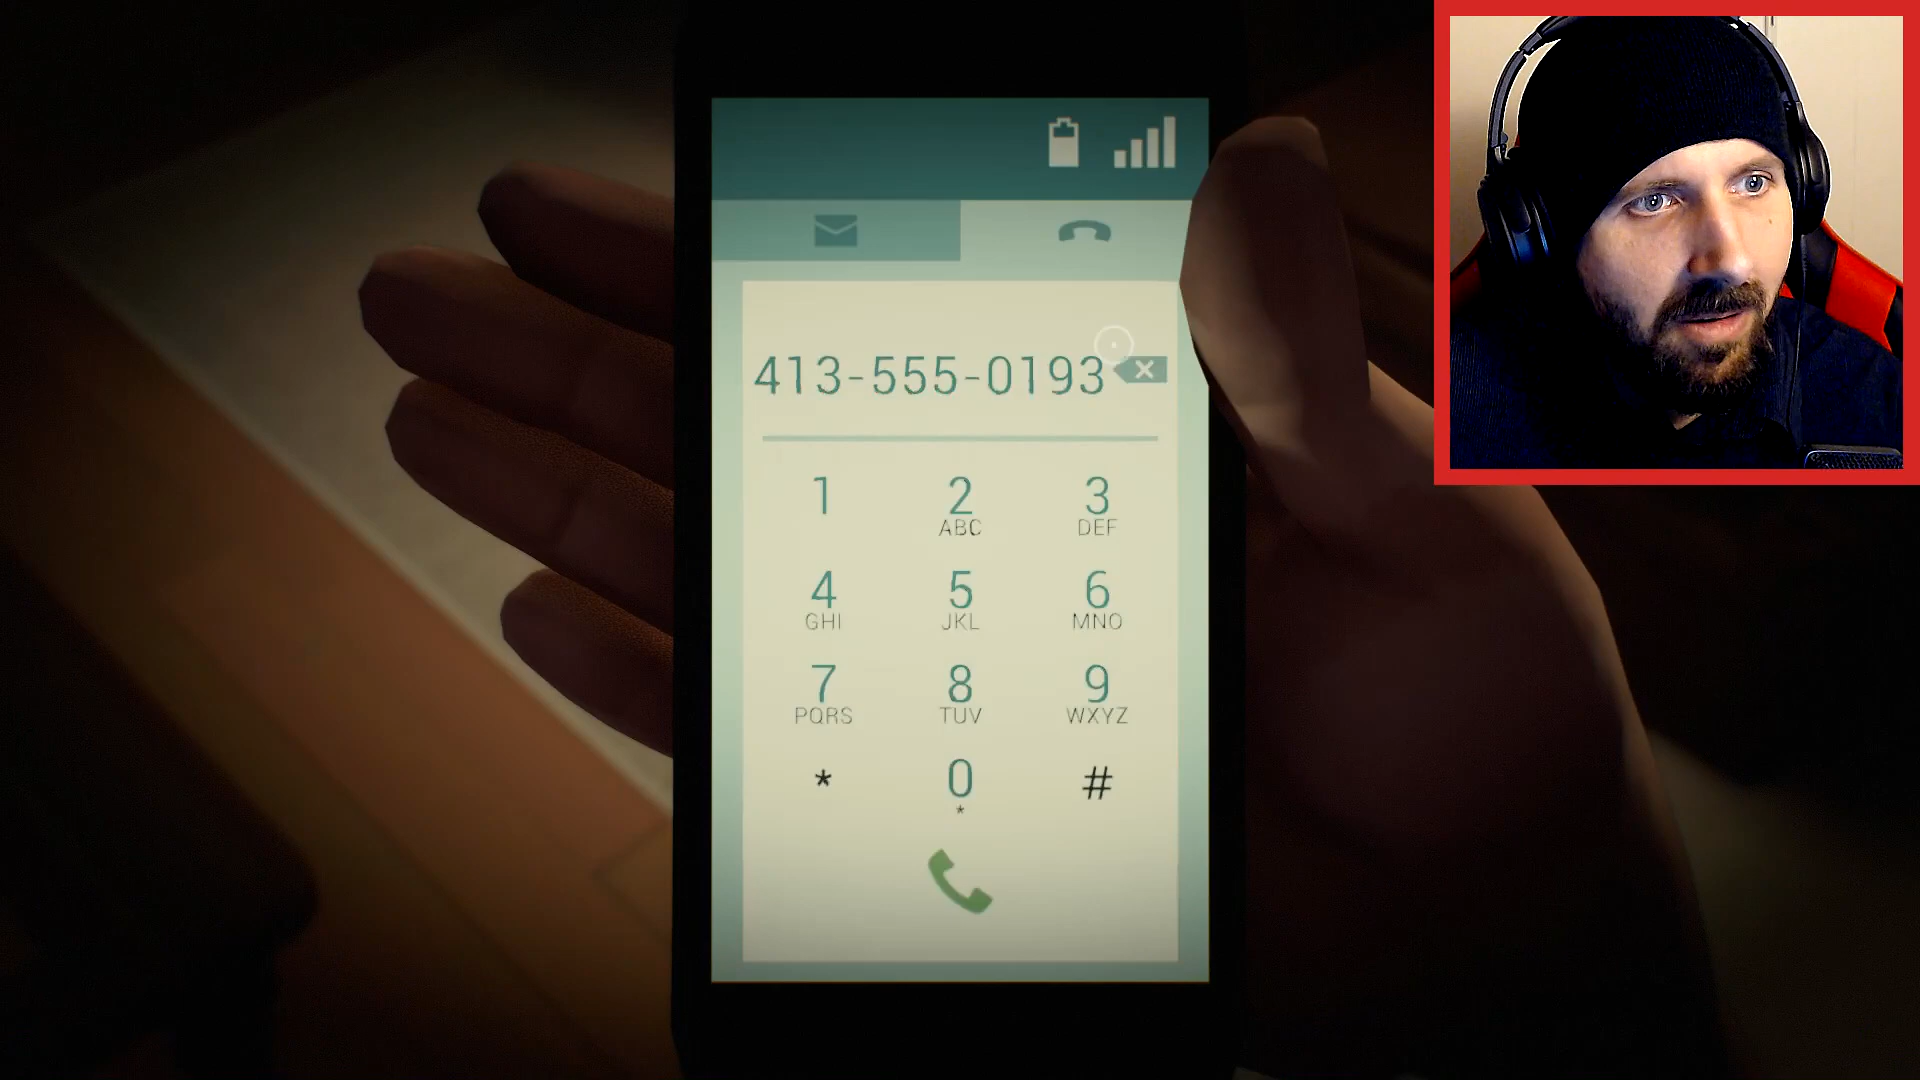 413-555-0193
1 2 3
ABC DEF
4 5 6
GHI JKL MNO
7 8 9
PQRS TUV WXYZ
* 0 #
*